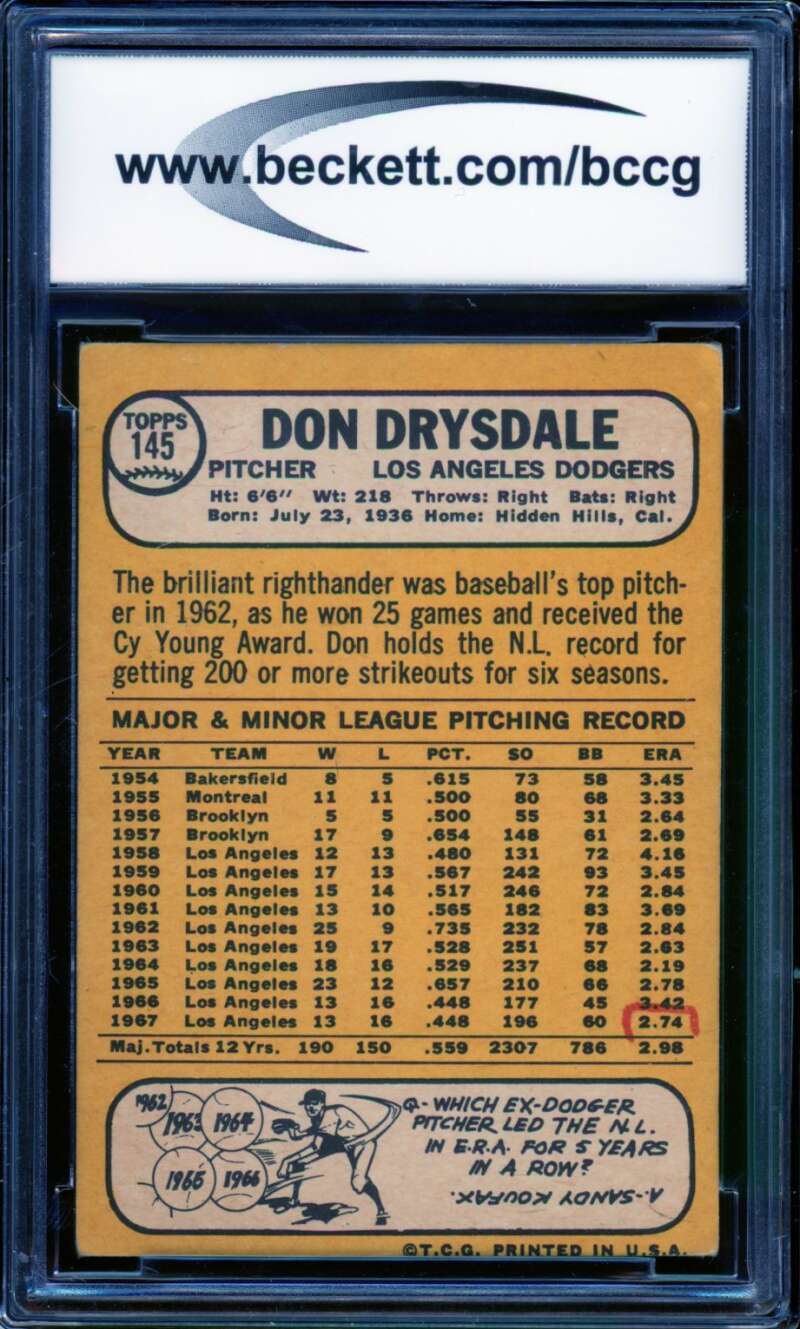 www.beckett.com/bccg
TOPPS
145
DON DRYSDALE
PITCHER LOS ANGELES DODGERS
Ht: 6'6" Wt: 218 Throws: Right Bats: Right
Born: July 23, 1936 Home: Hidden Hills, Cal.
The brilliant righthander was baseball's top pitch-
er in 1962, as he won 25 games and received the
Cy Young Award. Don holds the N.L. record for
getting 200 or more strikeouts for six seasons.
MAJOR & MINOR LEAGUE PITCHING RECORD
YEAR TEAM W L PCT. SO BB ERA
1954 Bakersfield 8 5 .615 73 58 3.45
1955 Montreal 11 11 .500 80 68 3.33
1956 Brooklyn 5 5 .500 55 31 2.64
1957 Brooklyn 17 9 .654 148 61 2.69
1958 Los Angeles 12 13 .480 131 72 4.16
1959 Los Angeles 17 13 .567 242 93 3.45
1960 Los Angeles 15 14 .517 246 72 2.84
1961 Los Angeles 13 10 .565 182 83 3.69
1962 Los Angeles 25 9 .735 232 78 2.84
1963 Los Angeles 19 17 .528 251 57 2.63
1964 Los Angeles 18 16 .529 237 68 2.19
1965 Los Angeles 23 12 .657 210 66 2.78
1966 Los Angeles 13 16 .448 177 45 3.42
1967 Los Angeles 13 16 .448 196 60 2.74
Maj. Totals 12 Yrs. 190 150 .559 2307 786 2.98
1962 1963 1964
1965 1966
Q- WHICH EX-DODGER
PITCHER LED THE N.L.
IN E.R.A. FOR 5 YEARS
IN A ROW?
A- SANDY KOUFAX.
©T.C.G. PRINTED IN U.S.A.